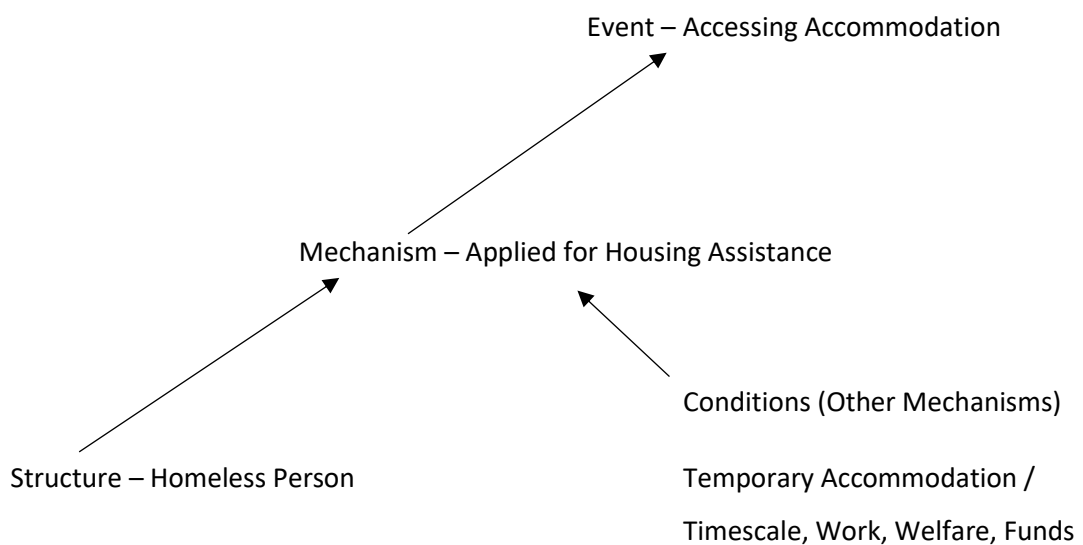 Event – Accessing Accommodation
Mechanism – Applied for Housing Assistance
Conditions (Other Mechanisms)
Structure – Homeless Person
Temporary Accommodation /
Timescale, Work, Welfare, Funds